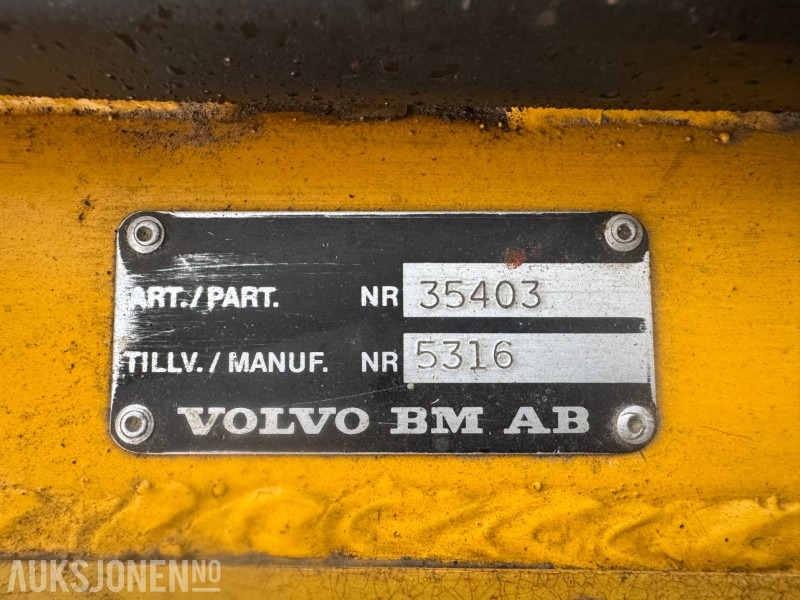 ART./PART. NR 35403
TILLV./MANUF. NR 5316
VOLVO BM AB
AUKSJONEN.NO